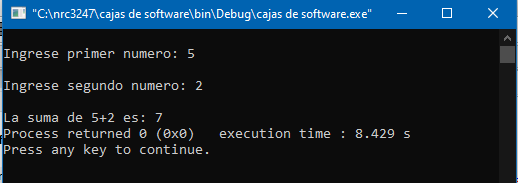 "C:\nrc3247\cajas de software\bin\Debug\cajas de software.exe"
Ingrese primer numero: 5
Ingrese segundo numero: 2
La suma de 5+2 es: 7
Process returned 0 (0x0)   execution time : 8.429 s
Press any key to continue.